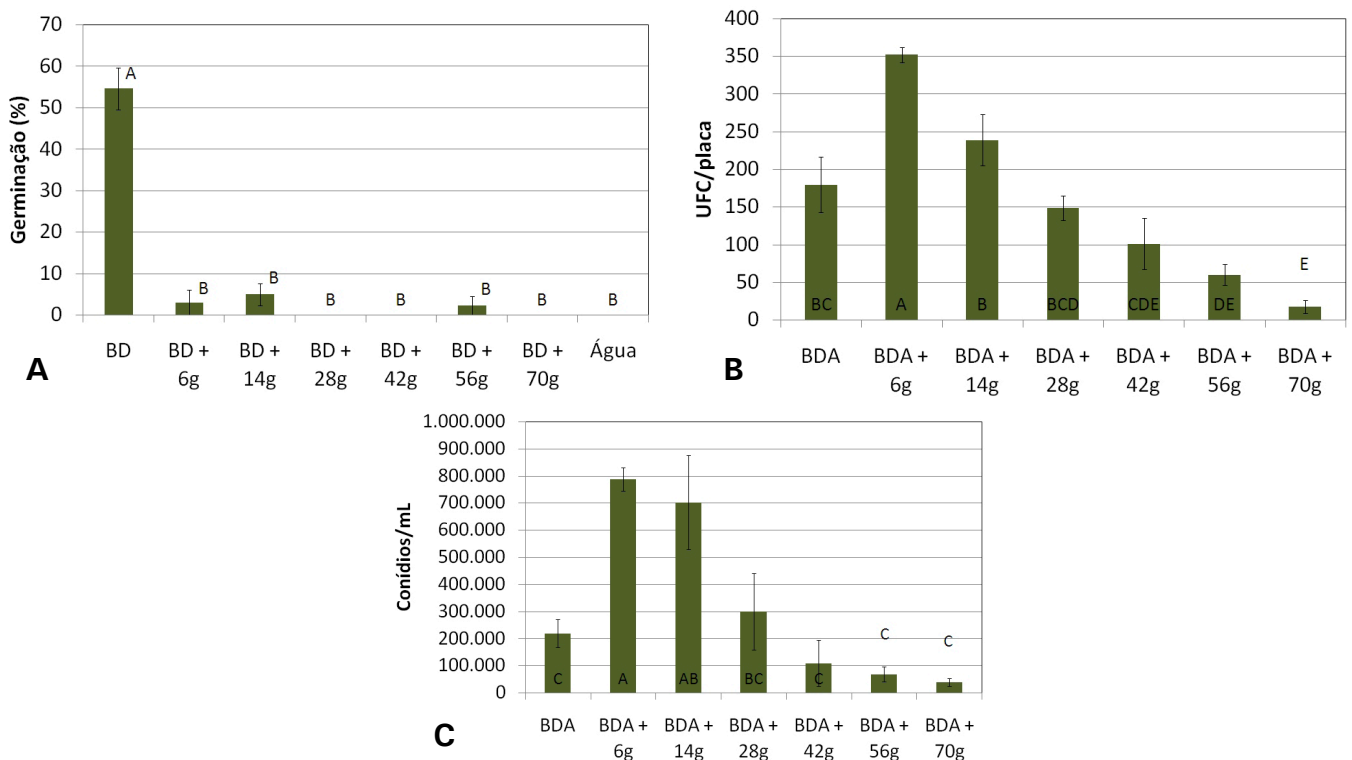 70
60
50
40
30
20
10
0
Germinação (%)
A
B
B
B
B
B
B
B
BD
BD +
6g
BD +
14g
BD +
28g
BD +
42g
BD +
56g
BD +
70g
Água
A
400
350
300
250
200
150
100
50
0
UFC/placa
BC
A
B
BCD
CDE
DE
E
BDA
BDA +
6g
BDA +
14g
BDA +
28g
BDA +
42g
BDA +
56g
BDA +
70g
B
1.000.000
900.000
800.000
700.000
600.000
500.000
400.000
300.000
200.000
100.000
0
Conídios/mL
C
A
AB
BC
C
C
C
BDA
BDA +
6g
BDA +
14g
BDA +
28g
BDA +
42g
BDA +
56g
BDA +
70g
C